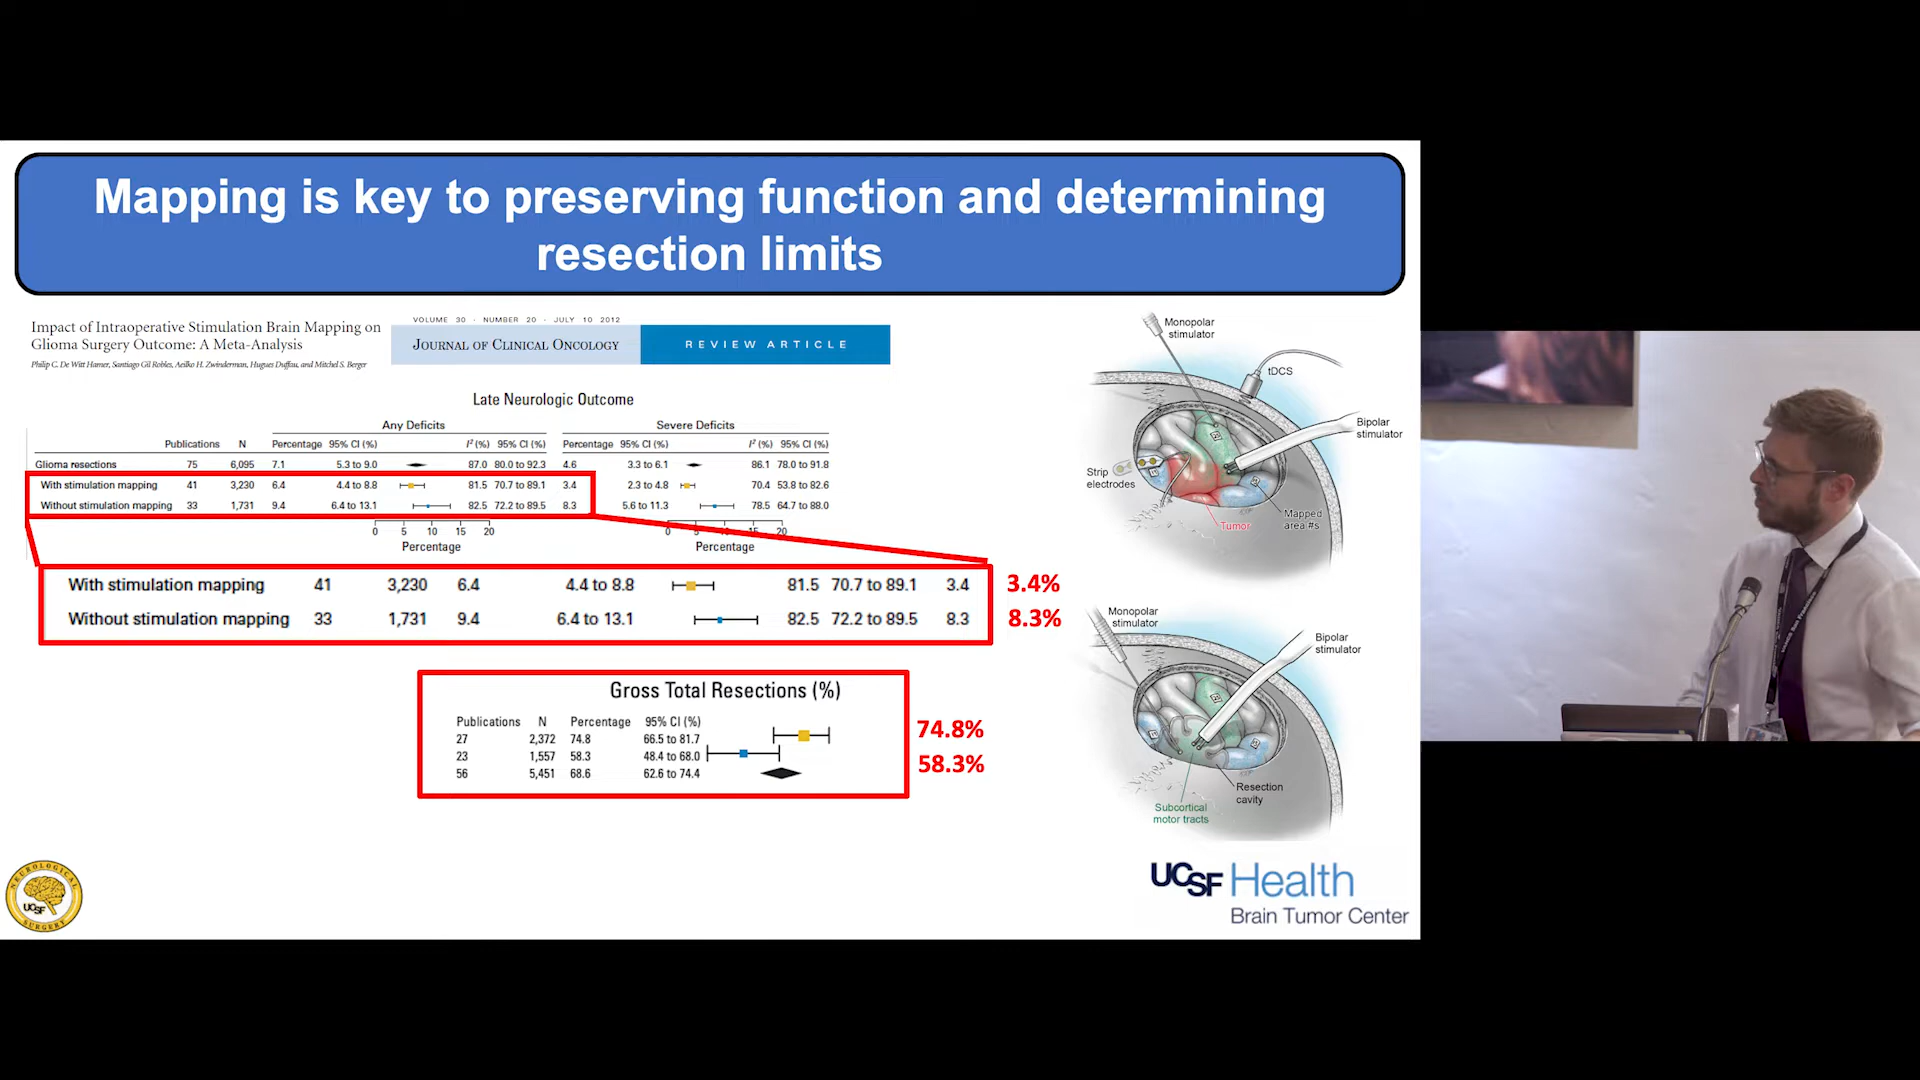 Mapping is key to preserving function and determining
resection limits
Impact of Intraoperative Stimulation Brain Mapping on
Glioma Surgery Outcome: A Meta-Analysis
Philip C. De Witt Hamer, Santiago Gil Robles, Aeilko H. Zwinderman, Hugues Duffau, and Mitchel S. Berger
VOLUME 30 · NUMBER 20 · JULY 10 2012
JOURNAL OF CLINICAL ONCOLOGY
REVIEW ARTICLE
Late Neurologic Outcome
Any Deficits Severe Deficits
Publications N Percentage 95% CI (%) I² (%) 95% CI (%) Percentage 95% CI (%) I² (%) 95% CI (%)
Glioma resections 75 6,095 7.1 5.3 to 9.0 87.0 80.0 to 92.3 4.6 3.3 to 6.1 86.1 78.0 to 91.8
With stimulation mapping 41 3,230 6.4 4.4 to 8.8 81.5 70.7 to 89.1 3.4 2.3 to 4.8 70.4 53.8 to 82.6
Without stimulation mapping 33 1,731 9.4 6.4 to 13.1 82.5 72.2 to 89.5 8.3 5.6 to 11.3 78.5 64.7 to 88.0
0 5 10 15 20 0 5 15 20
Percentage Percentage
With stimulation mapping 41 3,230 6.4 4.4 to 8.8 81.5 70.7 to 89.1 3.4 3.4%
Without stimulation mapping 33 1,731 9.4 6.4 to 13.1 82.5 72.2 to 89.5 8.3 8.3%
Gross Total Resections (%)
Publications N Percentage 95% CI (%)
27 2,372 74.8 66.5 to 81.7
23 1,557 58.3 48.4 to 68.0
56 5,451 68.6 62.6 to 74.4
74.8%
58.3%
Monopolar
stimulator
tDCS
Bipolar
stimulator
Strip
electrodes
Tumor
Mapped
area #s
Monopolar
stimulator
Bipolar
stimulator
Resection
cavity
Subcortical
motor tracts
NEUROLOGICAL
UCSF
SURGERY
UCSF Health
Brain Tumor Center